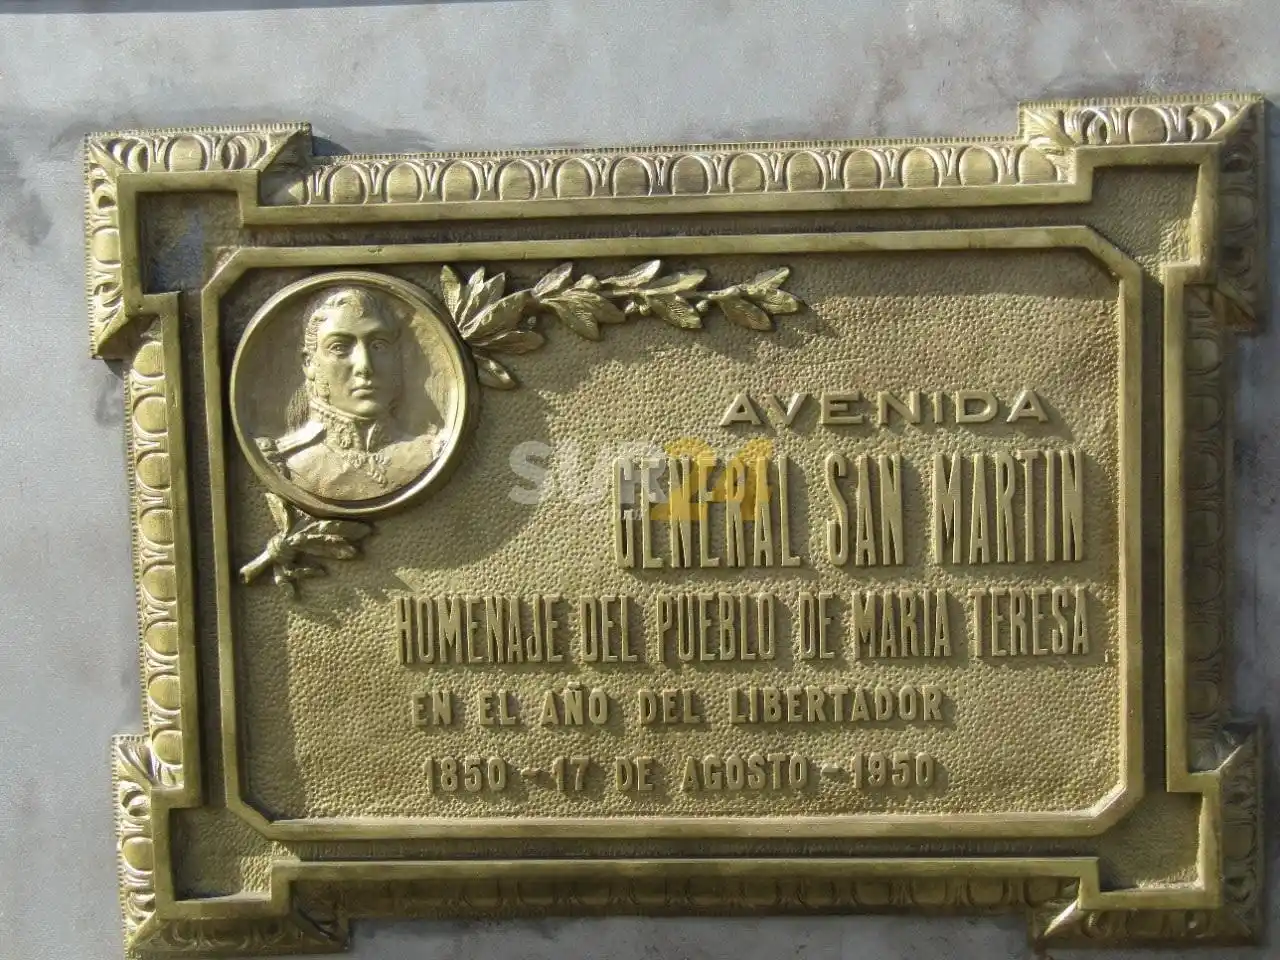 AVENIDA
GENERAL SAN MARTIN
HOMENAJE DEL PUEBLO DE MARIA TERESA
EN EL AÑO DEL LIBERTADOR
1850-17 DE AGOSTO-1950
SUR24